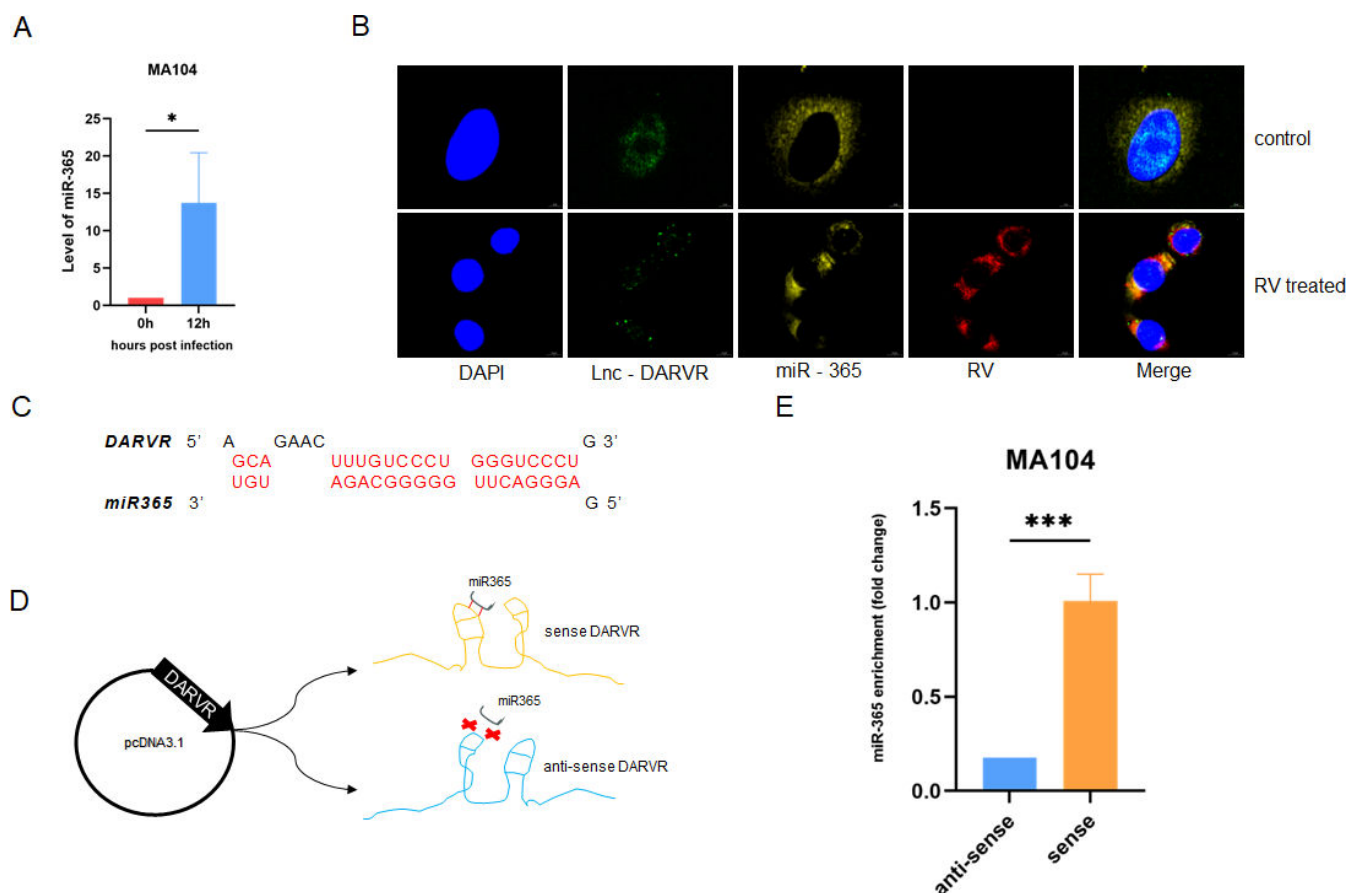 A
MA104
*
25
20
15
10
5
0
Level of miR-365
0h 12h
hours post infection
B
control
RV treated
DAPI Lnc - DARVR miR - 365 RV Merge
C
DARVR 5' A GAAC G 3'
GCA UUUGUCCCU GGGUCCCU
UGU AGACGGGGG UUCAGGGA
miR365 3' G 5'
D
DARVR
pcDNA3.1
miR365
sense DARVR
miR365
anti-sense DARVR
E
MA104
***
1.5
1.0
0.5
0.0
miR-365 enrichment (fold change)
anti-sense sense